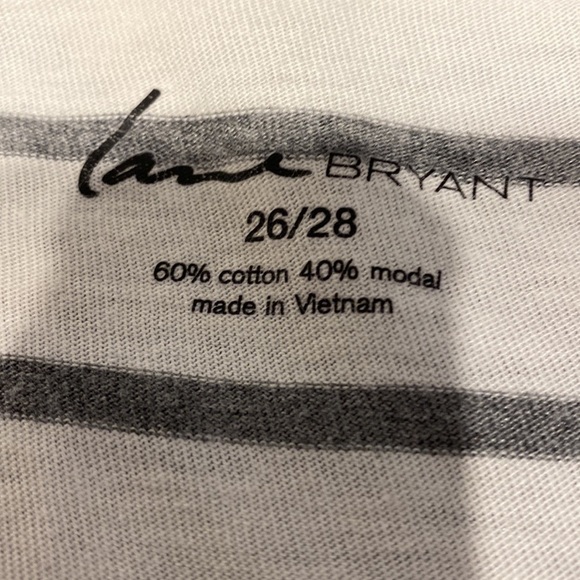 lane BRYANT
26/28
60% cotton 40% modal
made in Vietnam